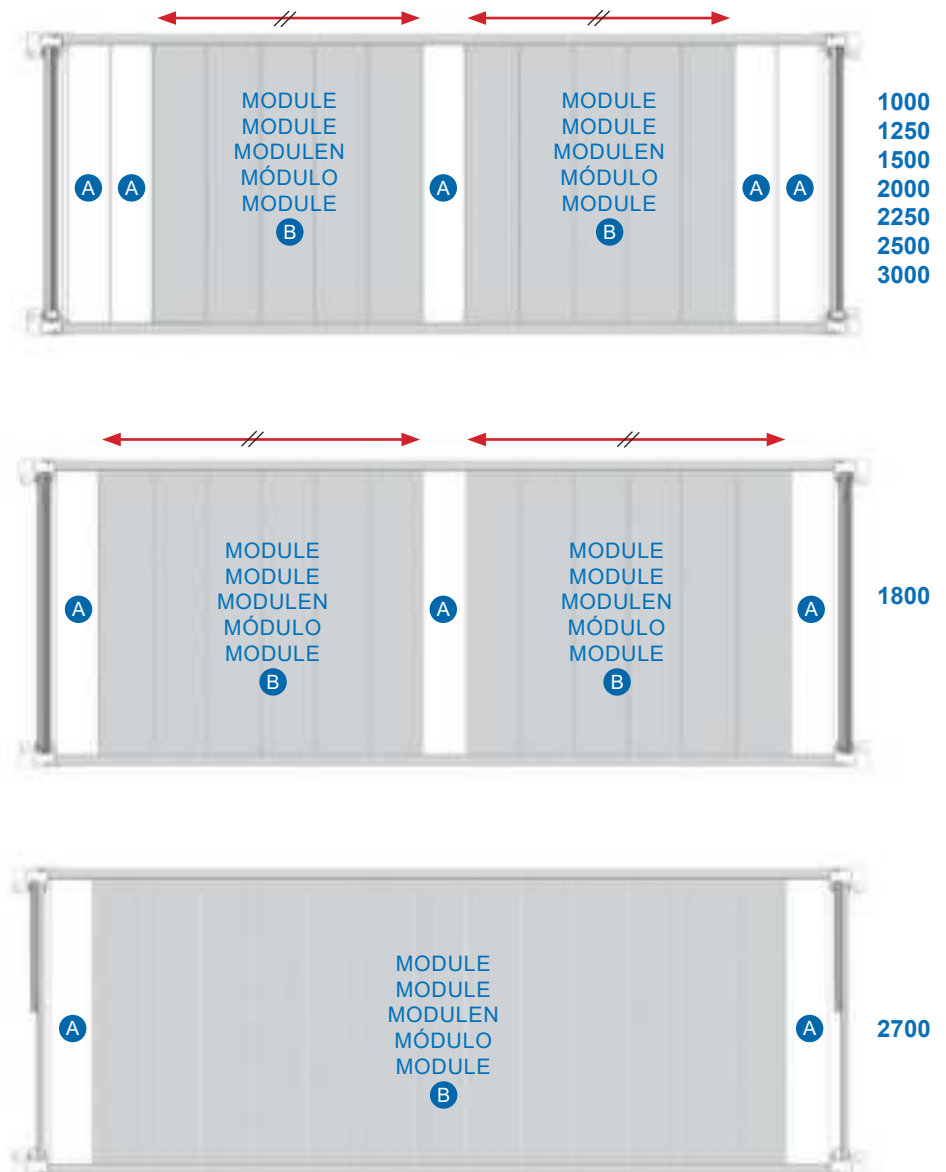 MODULE
MODULE
MODULEN
MÓDULO
MODULE
B
MODULE
MODULE
MODULEN
MÓDULO
MODULE
B
A
A
A
A
A
1000
1250
1500
2000
2250
2500
3000
MODULE
MODULE
MODULEN
MÓDULO
MODULE
B
MODULE
MODULE
MODULEN
MÓDULO
MODULE
B
A
A
A
1800
MODULE
MODULE
MODULEN
MÓDULO
MODULE
B
A
A
2700